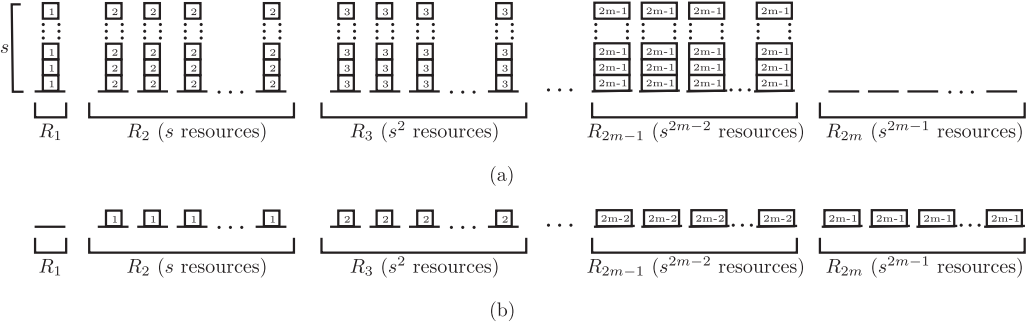 1 2 2 2 2 3 3 3 3 2m-1 2m-1 2m-1 2m-1
s
1 2 2 2 2 3 3 3 3 2m-1 2m-1 2m-1 2m-1
1 2 2 2 2 3 3 3 3 2m-1 2m-1 2m-1 2m-1
1 2 2 2 2 3 3 3 3 2m-1 2m-1 2m-1 2m-1
R₁ R₂ (s resources) R₃ (s² resources) R₂ₘ₋₁ (s²ᵐ⁻² resources) R₂ₘ (s²ᵐ⁻¹ resources)
(a)
1 1 1 1 2 2 2 2 2m-2 2m-2 2m-2 2m-2 2m-1 2m-1 2m-1 2m-1
R₁ R₂ (s resources) R₃ (s² resources) R₂ₘ₋₁ (s²ᵐ⁻² resources) R₂ₘ (s²ᵐ⁻¹ resources)
(b)